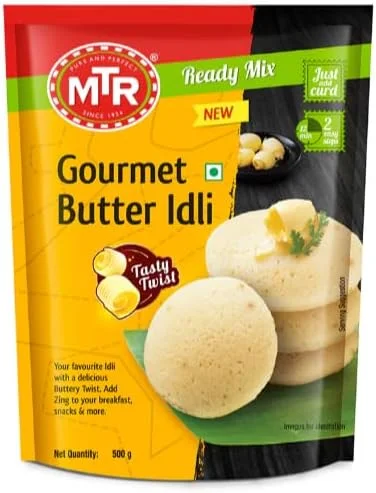 PURE AND PERFECT
MTR
®
SINCE 1924
Ready Mix
NEW
Just
add
curd
12
min
2
easy
steps
Gourmet
Butter Idli
Tasty
Twist
Your favourite Idli
with a delicious
Buttery Twist. Add
Zing to your breakfast,
snacks & more.
Serving Suggestion
Images for illustration
Net Quantity: 500 g